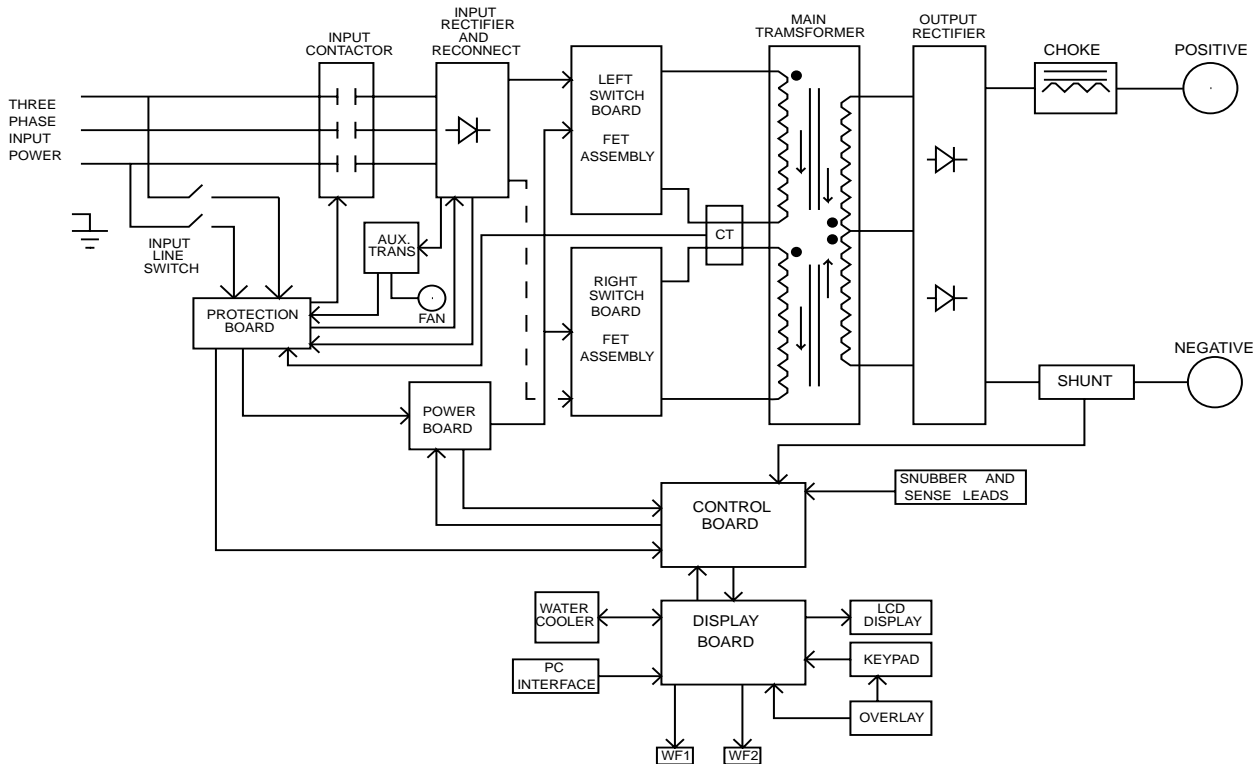 INPUT
RECTIFIER
AND
RECONNECT
INPUT
CONTACTOR
MAIN
TRAMSFORMER
OUTPUT
RECTIFIER
CHOKE
POSITIVE
THREE
PHASE
INPUT
POWER
LEFT
SWITCH
BOARD
FET
ASSEMBLY
INPUT
LINE
SWITCH
AUX.
TRANS
CT
FAN
PROTECTION
BOARD
RIGHT
SWITCH
BOARD
FET
ASSEMBLY
NEGATIVE
SHUNT
POWER
BOARD
CONTROL
BOARD
SNUBBER AND
SENSE LEADS
WATER
COOLER
DISPLAY
BOARD
LCD
DISPLAY
PC
INTERFACE
KEYPAD
OVERLAY
WF1
WF2